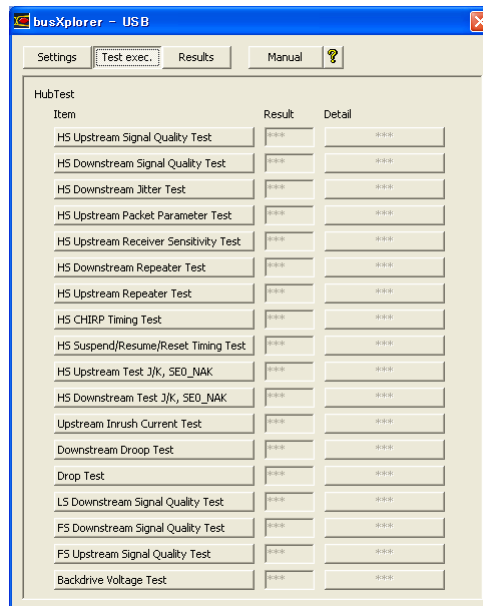 busXplorer - USB
Settings Test exec. Results Manual ?
HubTest
Item Result Detail
HS Upstream Signal Quality Test *** ***
HS Downstream Signal Quality Test *** ***
HS Downstream Jitter Test *** ***
HS Upstream Packet Parameter Test *** ***
HS Upstream Receiver Sensitivity Test *** ***
HS Downstream Repeater Test *** ***
HS Upstream Repeater Test *** ***
HS CHIRP Timing Test *** ***
HS Suspend/Resume/Reset Timing Test *** ***
HS Upstream Test J/K, SE0_NAK *** ***
HS Downstream Test J/K, SE0_NAK *** ***
Upstream Inrush Current Test *** ***
Downstream Droop Test *** ***
Drop Test *** ***
LS Downstream Signal Quality Test *** ***
FS Downstream Signal Quality Test *** ***
FS Upstream Signal Quality Test *** ***
Backdrive Voltage Test *** ***